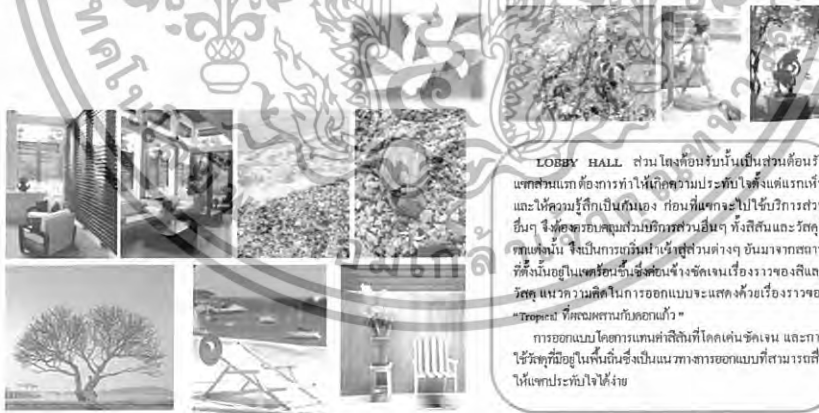 LOBBY HALL ส่วนโถงต้อนรับนั้นเป็นส่วนต้อนรั
แขกส่วนแรก ต้องการทำให้เกิดความประทับใจตั้งแต่แรกเห็
และให้ความรู้สึกเป็นกันเอง ก่อนที่แขกจะไปใช้บริการส่ว
อื่นๆ จึงต้องครอบคลุมส่วนบริการส่วนอื่นๆ ทั้งสีสันและวัสดุ
ตกแต่งนั้น จึงเป็นการเกริ่นนำเข้าสู่ส่วนต่างๆ อันมาจากสถา
ที่ตั้งนั้นอยู่ในเขตร้อนชื้นซึ่งค่อนข้างชัดเจนเรื่องราวของสีแล
วัสดุ แนวความคิดในการออกแบบจะแสดงด้วยเรื่องราวขอ
"Tropical ที่ผสมผสานกับดอกแก้ว "
การออกแบบโดยการแทนค่าสีสันที่โดดเด่นชัดเจน และกา
ใช้วัสดุที่มีอยู่ในพื้นถิ่นซึ่งเป็นแนวทางการออกแบบที่สามารถสื่
ให้แขกประทับใจได้ง่าย